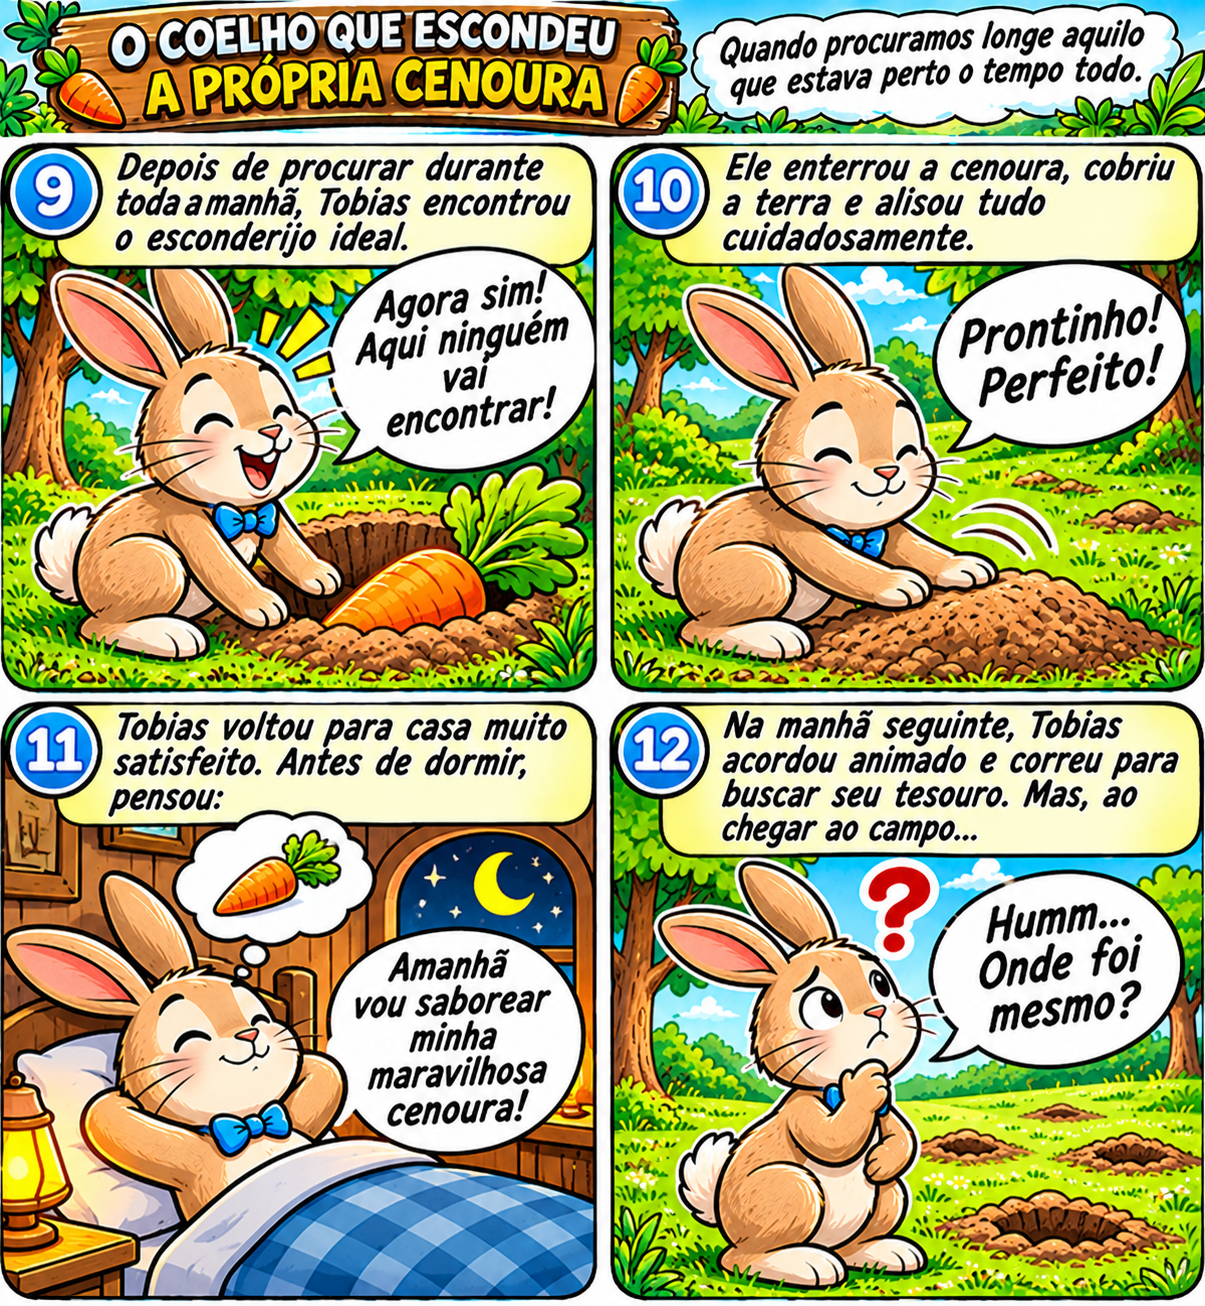 O COELHO QUE ESCONDEU
A PRÓPRIA CENOURA
Quando procuramos longe aquilo
que estava perto o tempo todo.
9
Depois de procurar durante
toda a manhã, Tobias encontrou
o esconderijo ideal.
Agora sim!
Aqui ninguém
vai
encontrar!
10
Ele enterrou a cenoura, cobriu
a terra e alisou tudo
cuidadosamente.
Prontinho!
Perfeito!
11
Tobias voltou para casa muito
satisfeito. Antes de dormir,
pensou:
Amanhã
vou saborear
minha
maravilhosa
cenoura!
12
Na manhã seguinte, Tobias
acordou animado e correu para
buscar seu tesouro. Mas, ao
chegar ao campo...
?
Humm...
Onde foi
mesmo?